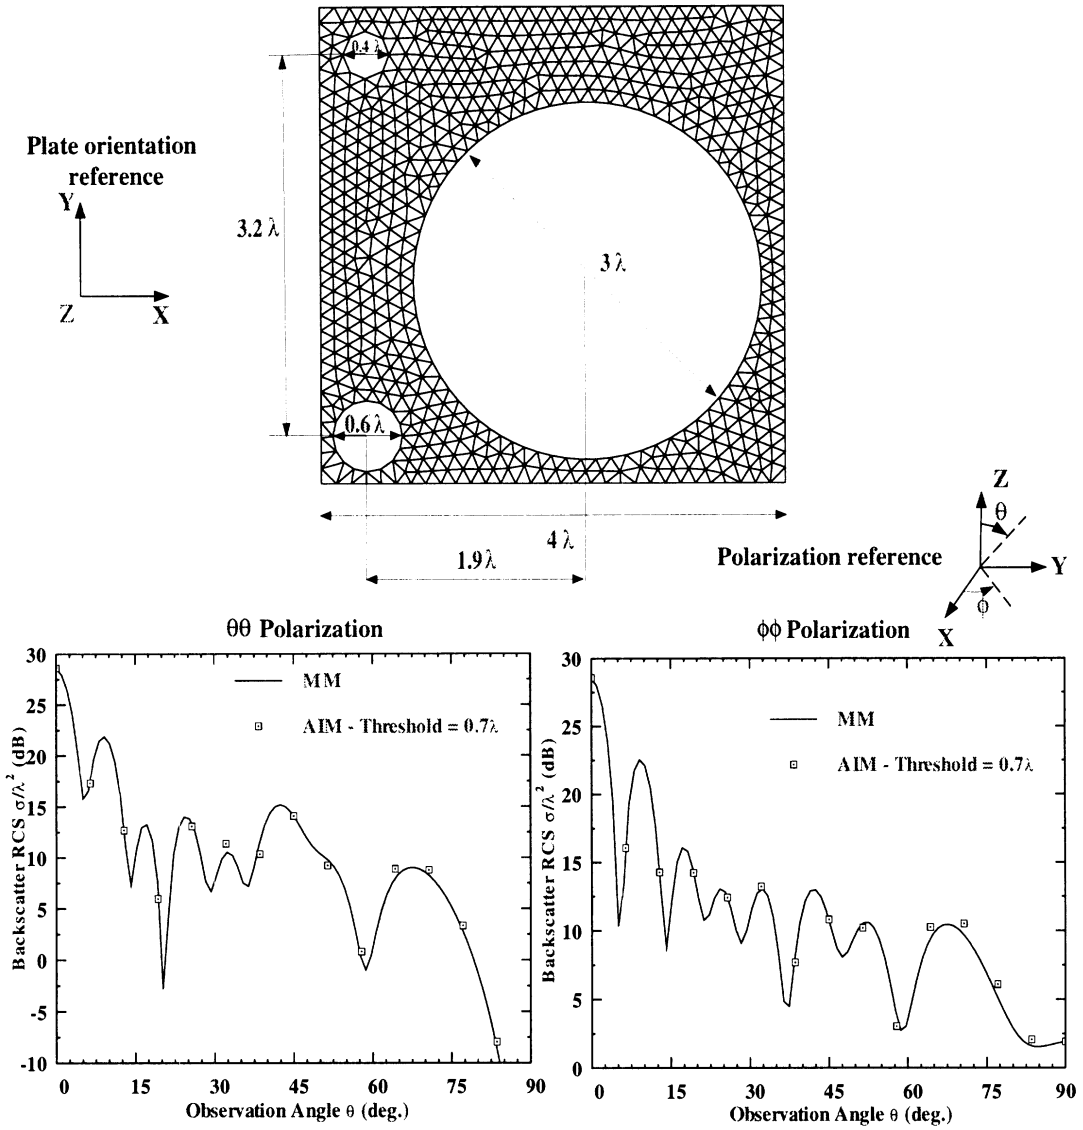 0.4 λ
Plate orientation
reference
Y
Z
X
3.2 λ
3 λ
0.6 λ
4 λ
1.9 λ
Polarization reference
Z
θ
Y
ϕ
X
θθ Polarization
30
25
20
15
10
5
0
-5
-10
Backscatter RCS σ/λ² (dB)
MM
AIM - Threshold = 0.7λ
0 15 30 45 60 75 90
Observation Angle θ (deg.)
ϕϕ Polarization
30
25
20
15
10
5
0
Backscatter RCS σ/λ² (dB)
MM
AIM - Threshold = 0.7λ
0 15 30 45 60 75 90
Observation Angle θ (deg.)